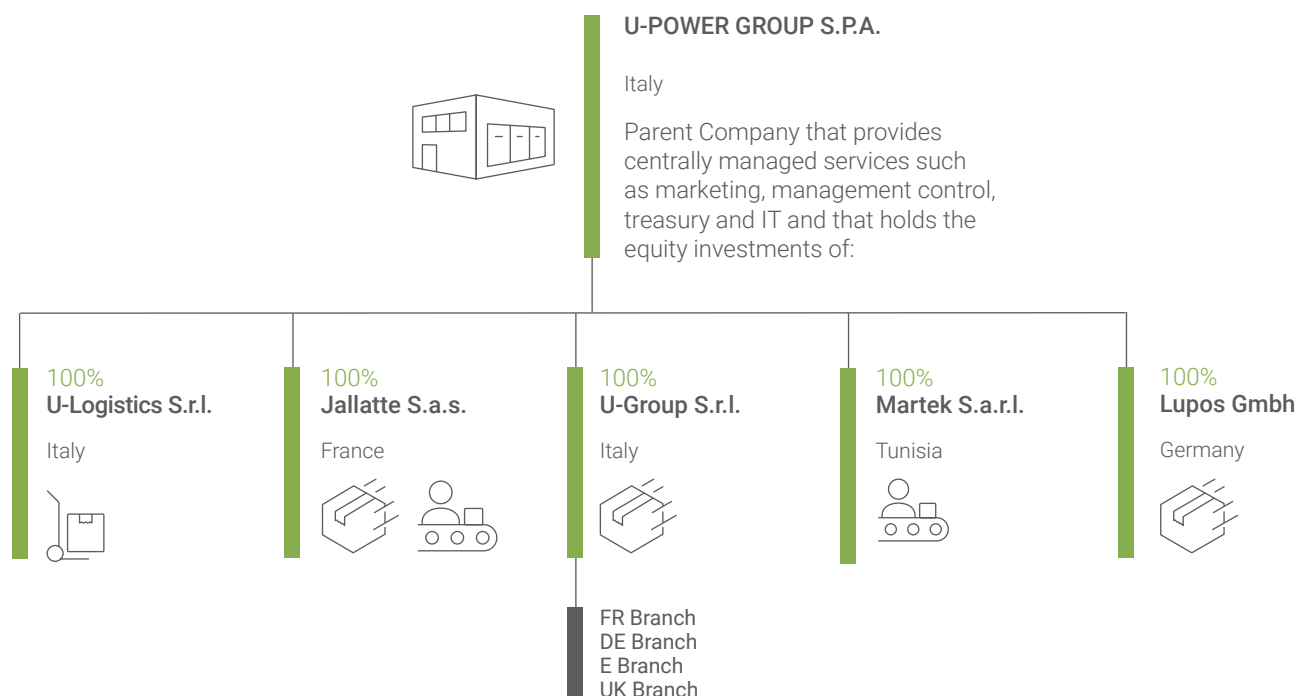 U-POWER GROUP S.P.A.
Italy
Parent Company that provides
centrally managed services such
as marketing, management control,
treasury and IT and that holds the
equity investments of:
100%
U-Logistics S.r.l.
Italy
100%
Jallatte S.a.s.
France
100%
U-Group S.r.l.
Italy
100%
Martek S.a.r.l.
Tunisia
100%
Lupos Gmbh
Germany
FR Branch
DE Branch
E Branch
UK Branch